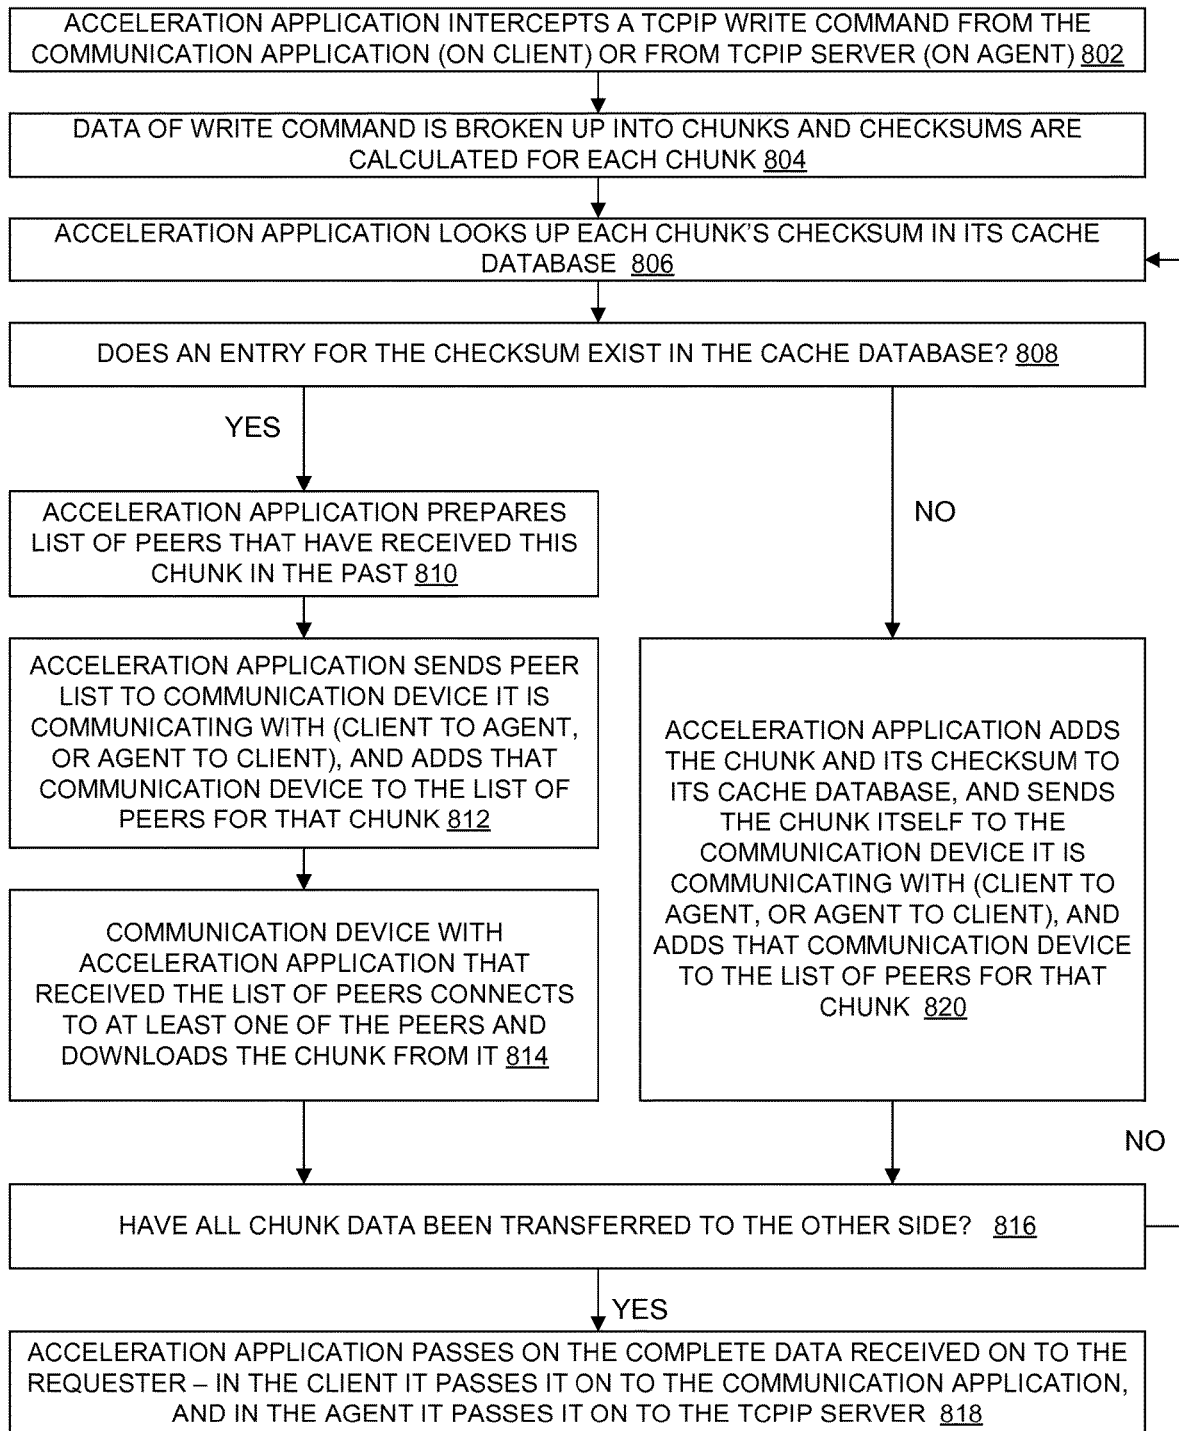 ACCELERATION APPLICATION INTERCEPTS A TCPIP WRITE COMMAND FROM THE
COMMUNICATION APPLICATION (ON CLIENT) OR FROM TCPIP SERVER (ON AGENT) 802
DATA OF WRITE COMMAND IS BROKEN UP INTO CHUNKS AND CHECKSUMS ARE
CALCULATED FOR EACH CHUNK 804
ACCELERATION APPLICATION LOOKS UP EACH CHUNK'S CHECKSUM IN ITS CACHE
DATABASE 806
DOES AN ENTRY FOR THE CHECKSUM EXIST IN THE CACHE DATABASE? 808
YES
NO
ACCELERATION APPLICATION PREPARES
LIST OF PEERS THAT HAVE RECEIVED THIS
CHUNK IN THE PAST 810
ACCELERATION APPLICATION SENDS PEER
LIST TO COMMUNICATION DEVICE IT IS
COMMUNICATING WITH (CLIENT TO AGENT,
OR AGENT TO CLIENT), AND ADDS THAT
COMMUNICATION DEVICE TO THE LIST OF
PEERS FOR THAT CHUNK 812
COMMUNICATION DEVICE WITH
ACCELERATION APPLICATION THAT
RECEIVED THE LIST OF PEERS CONNECTS
TO AT LEAST ONE OF THE PEERS AND
DOWNLOADS THE CHUNK FROM IT 814
ACCELERATION APPLICATION ADDS
THE CHUNK AND ITS CHECKSUM TO
ITS CACHE DATABASE, AND SENDS
THE CHUNK ITSELF TO THE
COMMUNICATION DEVICE IT IS
COMMUNICATING WITH (CLIENT TO
AGENT, OR AGENT TO CLIENT), AND
ADDS THAT COMMUNICATION DEVICE
TO THE LIST OF PEERS FOR THAT
CHUNK 820
NO
HAVE ALL CHUNK DATA BEEN TRANSFERRED TO THE OTHER SIDE? 816
YES
ACCELERATION APPLICATION PASSES ON THE COMPLETE DATA RECEIVED ON TO THE
REQUESTER – IN THE CLIENT IT PASSES IT ON TO THE COMMUNICATION APPLICATION,
AND IN THE AGENT IT PASSES IT ON TO THE TCPIP SERVER 818